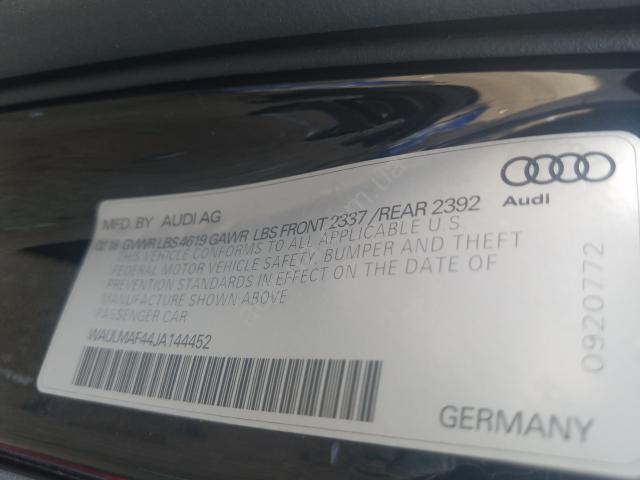 MFD. BY AUDI AG
02/18 GVWR LBS 4619 GAWR LBS FRONT 2337 / REAR 2392
THIS VEHICLE CONFORMS TO ALL APPLICABLE U.S.
FEDERAL MOTOR VEHICLE SAFETY, BUMPER AND THEFT
PREVENTION STANDARDS IN EFFECT ON THE DATE OF
MANUFACTURE SHOWN ABOVE
PASSENGER CAR
WAULMAF44JA144452
Audi
0920772
GERMANY